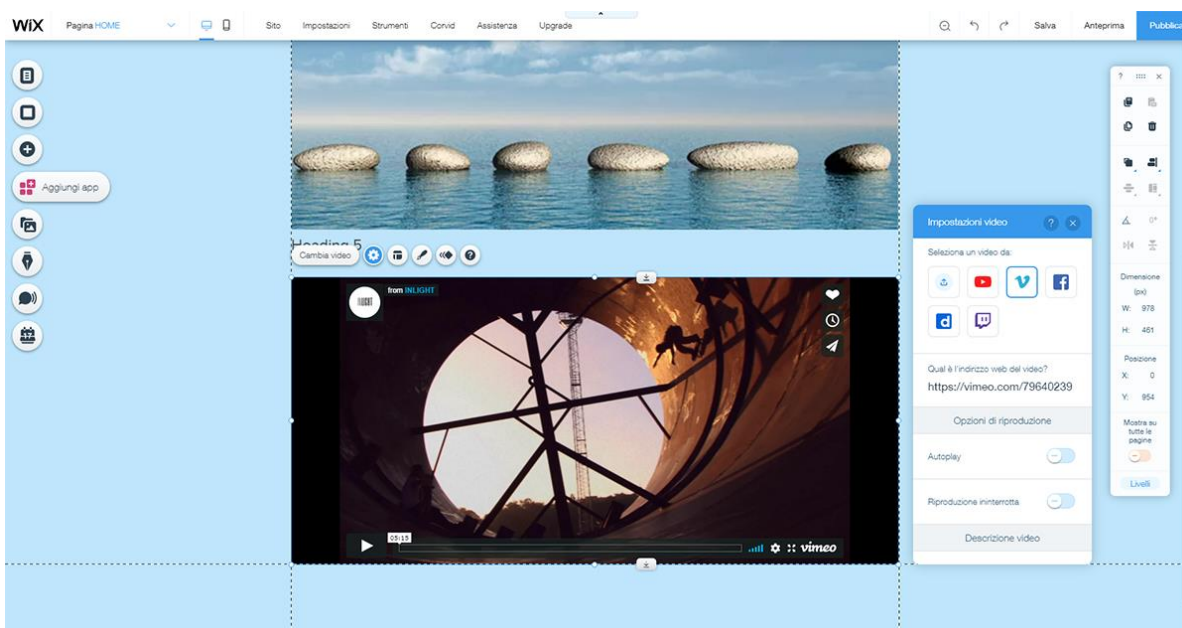 WiX Pagina HOME Sito Impostazioni Strumenti Corvid Assistenza Upgrade Salva Anteprima Pubblica
Aggiungi app
Heading 5
Cambia video
from INLIGHT
INLIGHT
05:15
vimeo
Impostazioni video ?
Seleziona un video da:
Qual è l'indirizzo web del video?
https://vimeo.com/79640239
Opzioni di riproduzione
Autoplay
Riproduzione ininterrotta
Descrizione video
?
0°
Dimensione
(px)
W: 978
H: 461
Posizione
X: 0
Y: 954
Mostra su
tutte le
pagine
Livelli